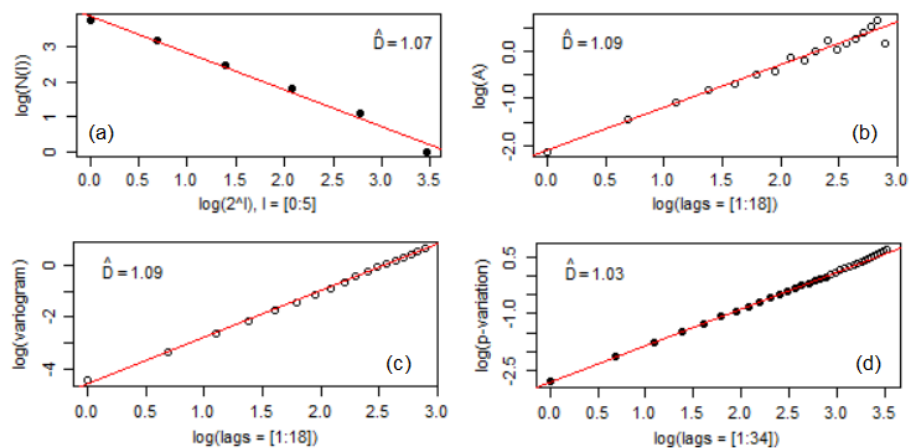 D̂ = 1.07
log(N(l))
0 1 2 3
(a)
0.0 0.5 1.0 1.5 2.0 2.5 3.0 3.5
log(2^l), l = [0:5]
D̂ = 1.09
log(A)
-2.0 -1.0 0.0
(b)
0.0 0.5 1.0 1.5 2.0 2.5 3.0
log(lags = [1:18])
D̂ = 1.09
log(variogram)
-4 -2 0
(c)
0.0 0.5 1.0 1.5 2.0 2.5 3.0
log(lags = [1:18])
D̂ = 1.03
log(p-variation)
-2.5 -1.0 0.5
(d)
0.0 0.5 1.0 1.5 2.0 2.5 3.0 3.5
log(lags = [1:34])